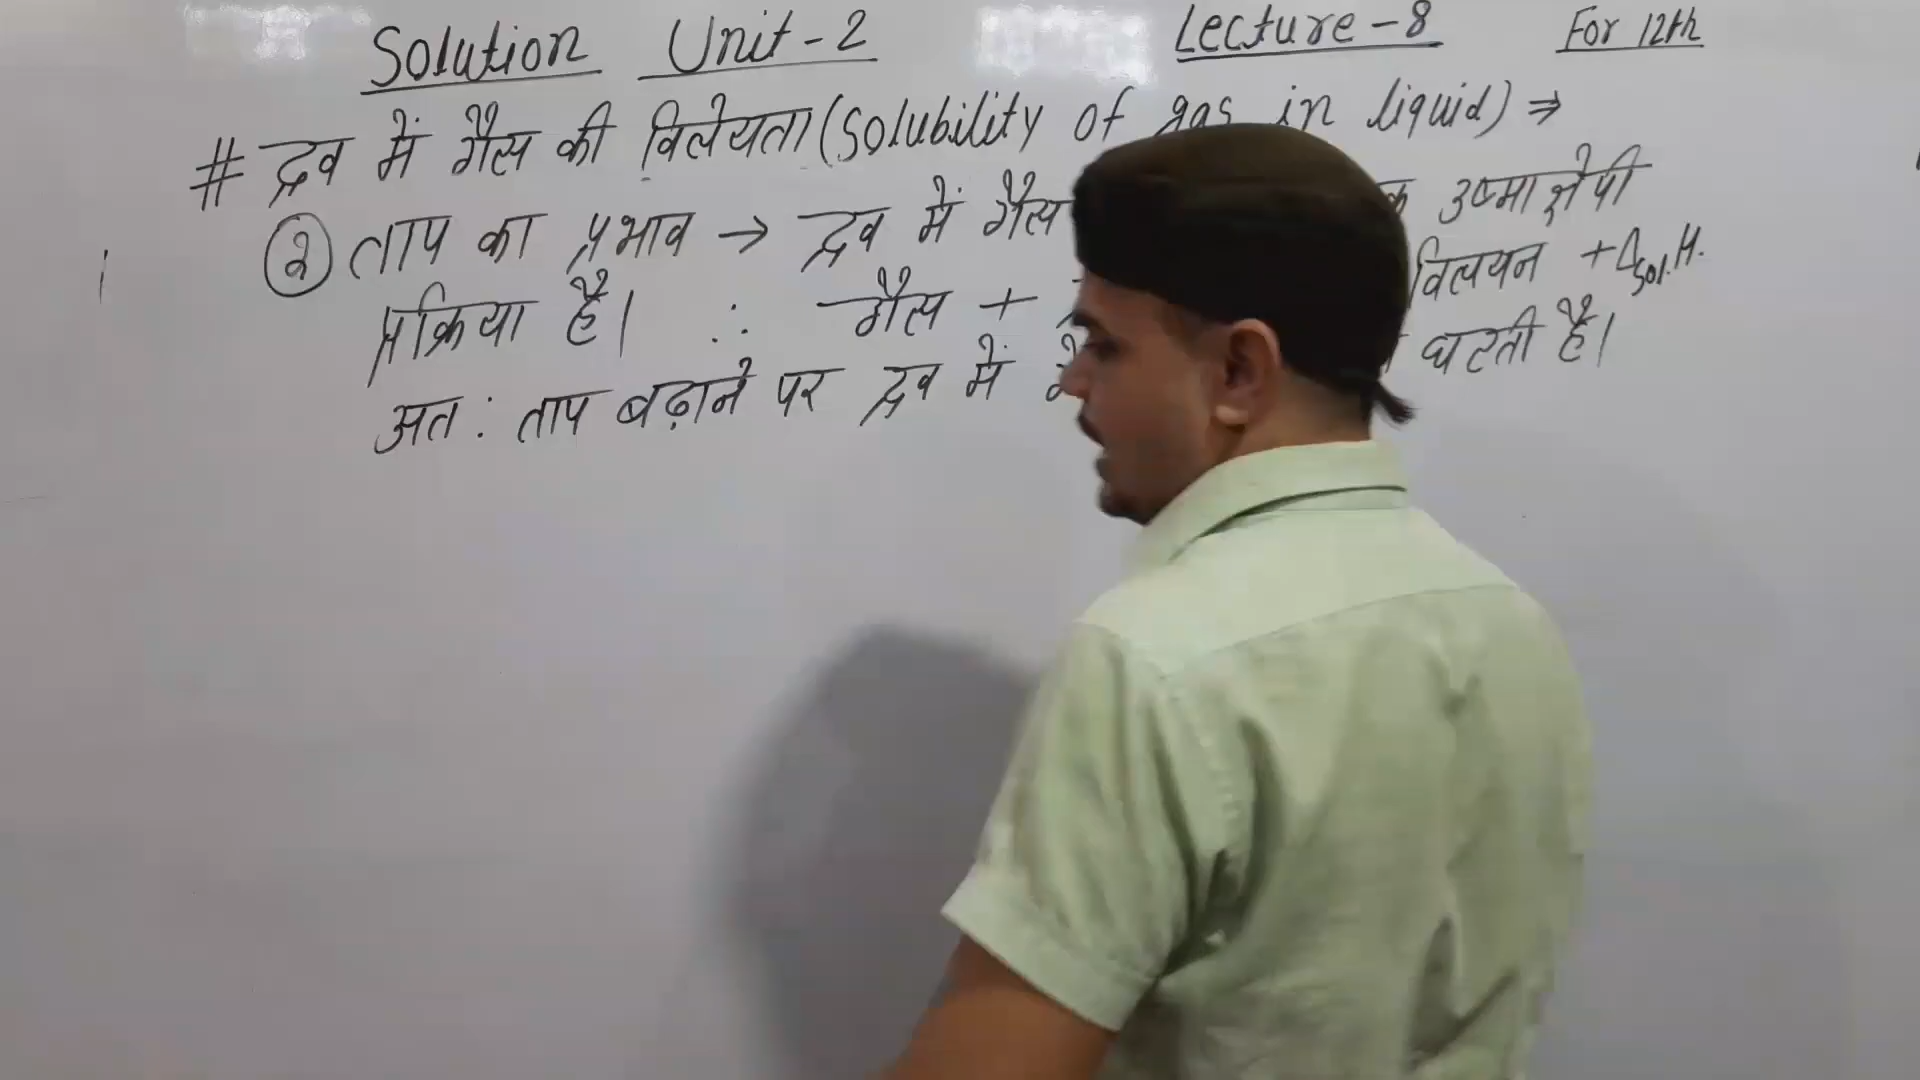 Solution Unit-2 Lecture-8 For 12th
# द्रव में गैस की विलेयता (Solubility of gas in liquid) ⇒
② ताप का प्रभाव → द्रव में गैस उष्माक्षेपी
प्रक्रिया है। ∴ गैस + विलयन + Δsol.H.
अतः ताप बढ़ाने पर द्रव में घटती है।